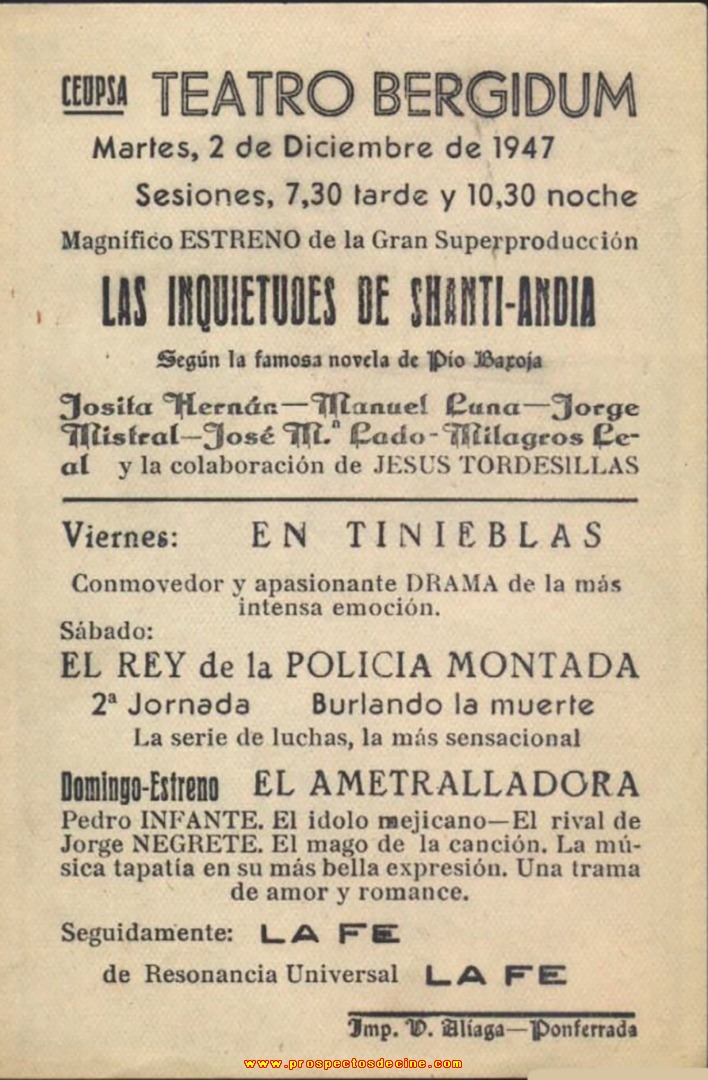 CEUPSA TEATRO BERGIDUM
Martes, 2 de Diciembre de 1947
Sesiones, 7,30 tarde y 10,30 noche
Magnífico ESTRENO de la Gran Superproducción
LAS INQUIETUDES DE SHANTI-ANDIA
Según la famosa novela de Pío Baroja
Josita Hernán—Manuel Luna—Jorge
Mistral—José M.ª Lado-Milagros Le-
al y la colaboración de JESUS TORDESILLAS
Viernes: EN TINIEBLAS
Conmovedor y apasionante DRAMA de la más
intensa emoción.
Sábado:
EL REY de la POLICIA MONTADA
2ª Jornada Burlando la muerte
La serie de luchas, la más sensacional
Domingo-Estreno EL AMETRALLADORA
Pedro INFANTE. El idolo mejicano—El rival de
Jorge NEGRETE. El mago de la canción. La mú-
sica tapatía en su más bella expresión. Una trama
de amor y romance.
Seguidamente: LA FE
de Resonancia Universal LA FE
Imp. V. Aliaga—Ponferrada
www.prospectosdecine.com